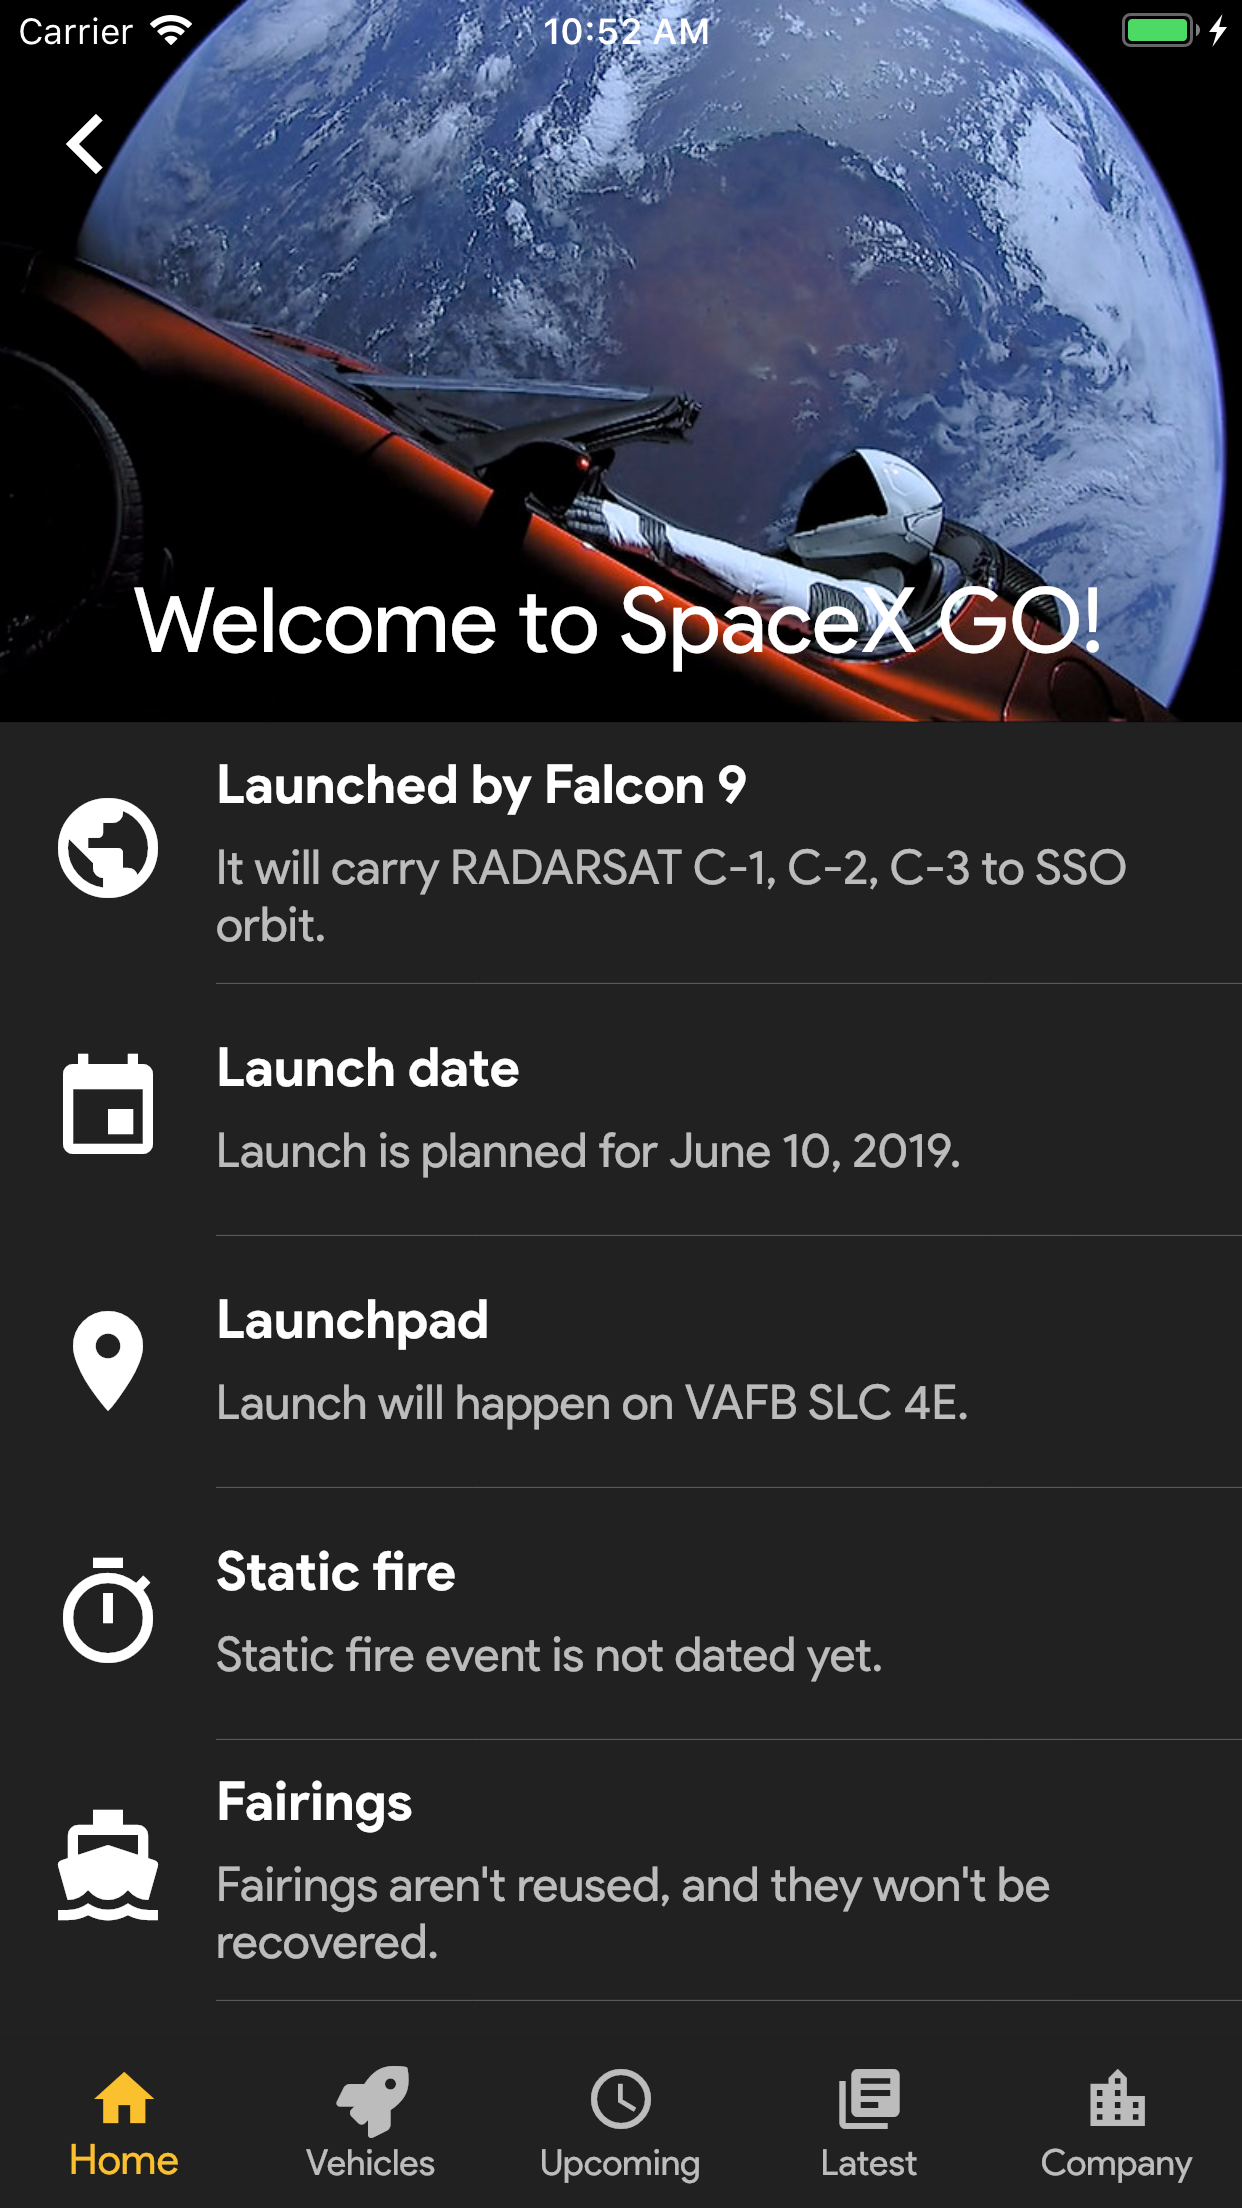 Carrier 10:52 AM
Welcome to SpaceX GO!
Launched by Falcon 9
It will carry RADARSAT C-1, C-2, C-3 to SSO
orbit.
Launch date
Launch is planned for June 10, 2019.
Launchpad
Launch will happen on VAFB SLC 4E.
Static fire
Static fire event is not dated yet.
Fairings
Fairings aren't reused, and they won't be
recovered.
Home Vehicles Upcoming Latest Company